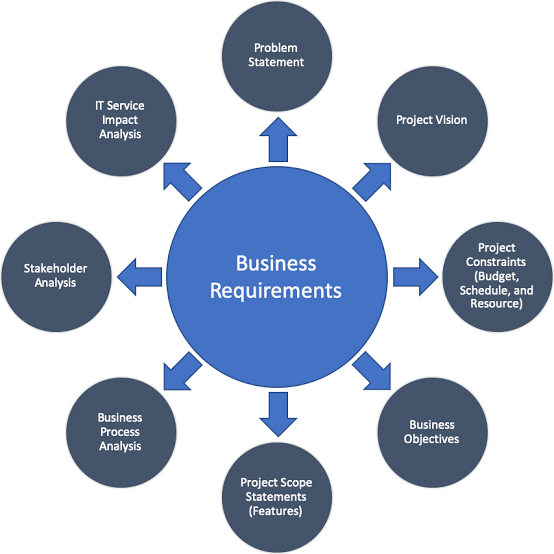 Problem
Statement
Project Vision
Project
Constraints
(Budget,
Schedule, and
Resource)
Business
Objectives
Project Scope
Statements
(Features)
Business
Process
Analysis
Stakeholder
Analysis
IT Service
Impact
Analysis
Business
Requirements